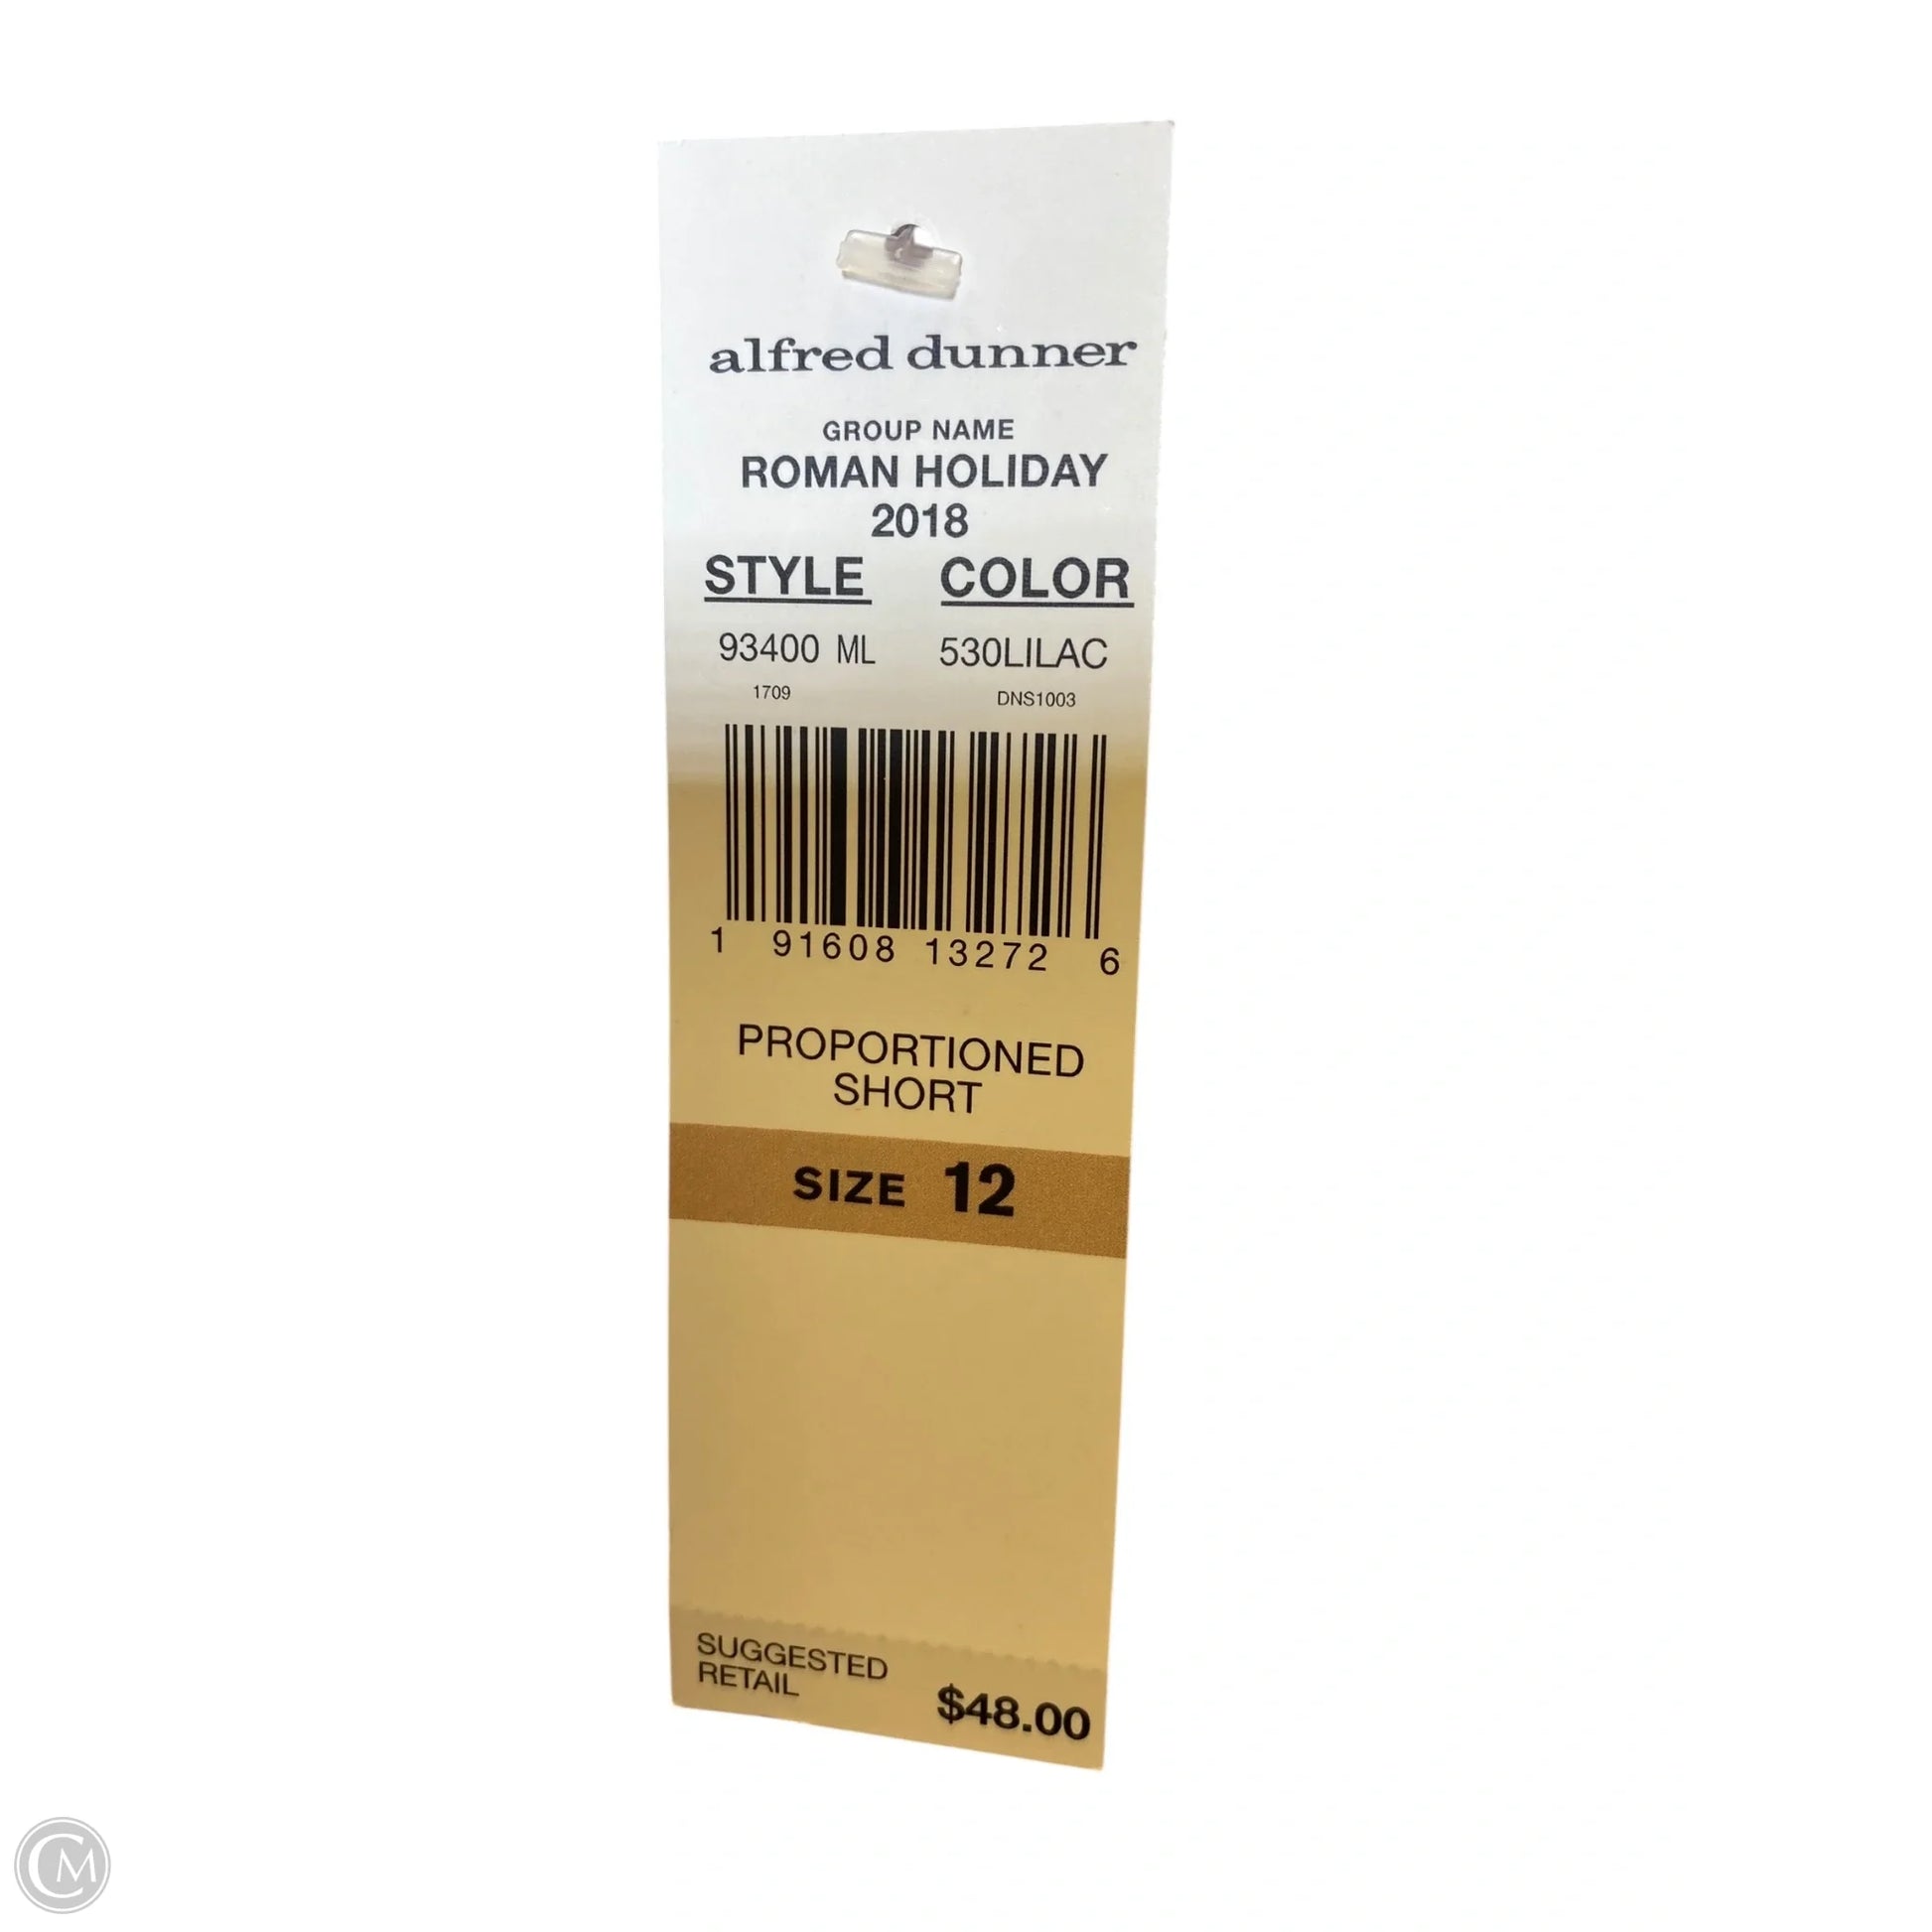 alfred dunner
GROUP NAME
ROMAN HOLIDAY
2018
STYLE COLOR
93400 ML 530LILAC
1709 DNS1003
1 91608 13272 6
PROPORTIONED
SHORT
SIZE 12
SUGGESTED
RETAIL
$48.00
CM